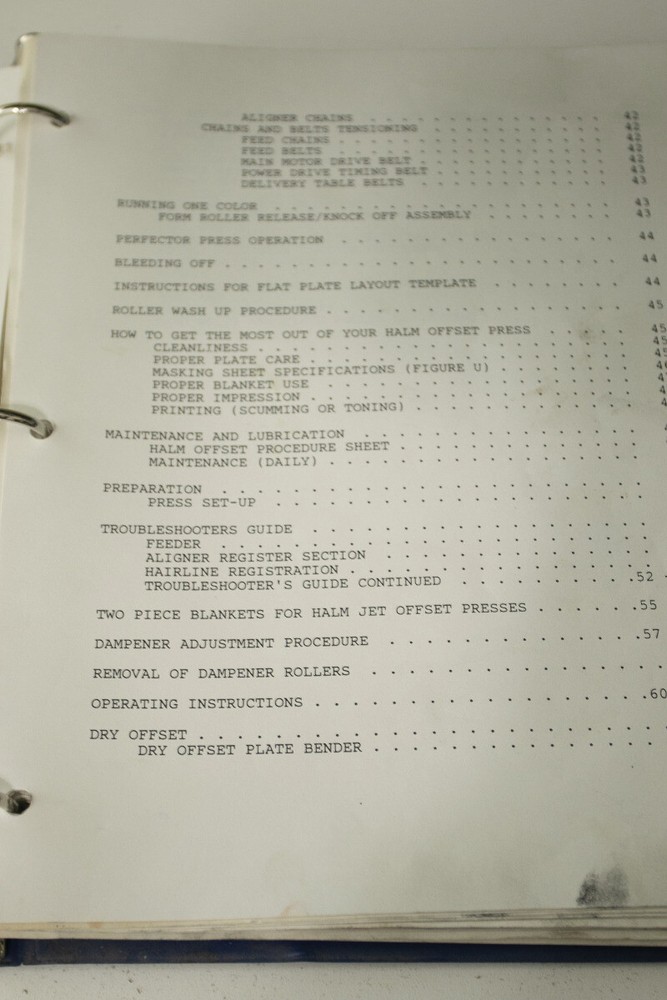 ALIGNER CHAINS . . . . . . . . . . . . . . 42
CHAINS AND BELTS TENSIONING . . . . . . . . 42
FEED CHAINS . . . . . . . . . . . . . . . 42
FEED BELTS . . . . . . . . . . . . . . . 42
MAIN MOTOR DRIVE BELT . . . . . . . . . . 42
POWER DRIVE TIMING BELT . . . . . . . . . 43
DELIVERY TABLE BELTS . . . . . . . . . . 43
RUNNING ONE COLOR . . . . . . . . . . . . . . . . 43
FORM ROLLER RELEASE/KNOCK OFF ASSEMBLY . . . . . . . 43
PERFECTOR PRESS OPERATION . . . . . . . . . . . . . . 44
BLEEDING OFF . . . . . . . . . . . . . . . . . . . . 44
INSTRUCTIONS FOR FLAT PLATE LAYOUT TEMPLATE . . . . . . . 44
ROLLER WASH UP PROCEDURE . . . . . . . . . . . . . . . 45
HOW TO GET THE MOST OUT OF YOUR HALM OFFSET PRESS . . . . . 45
CLEANLINESS . . . . . . . . . . . . . . . . . . . 45
PROPER PLATE CARE . . . . . . . . . . . . . . . .
MASKING SHEET SPECIFICATIONS (FIGURE U) . . . . . . .
PROPER BLANKET USE . . . . . . . . . . . . . . .
PROPER IMPRESSION . . . . . . . . . . . . . . . .
PRINTING (SCUMMING OR TONING) . . . . . . . . . . .
MAINTENANCE AND LUBRICATION . . . . . . . . . . . . . .
HALM OFFSET PROCEDURE SHEET . . . . . . . . . . . .
MAINTENANCE (DAILY) . . . . . . . . . . . . . . . .
PREPARATION . . . . . . . . . . . . . . . . . . . .
PRESS SET-UP . . . . . . . . . . . . . . . . . . .
TROUBLESHOOTERS GUIDE . . . . . . . . . . . . . . . .
FEEDER . . . . . . . . . . . . . . . . . . . . .
ALIGNER REGISTER SECTION . . . . . . . . . . . . .
HAIRLINE REGISTRATION . . . . . . . . . . . . . . .
TROUBLESHOOTER'S GUIDE CONTINUED . . . . . . . . .52
TWO PIECE BLANKETS FOR HALM JET OFFSET PRESSES . . . . . .55
DAMPENER ADJUSTMENT PROCEDURE . . . . . . . . . . . . .57
REMOVAL OF DAMPENER ROLLERS . . . . . . . . . . . . . .
OPERATING INSTRUCTIONS . . . . . . . . . . . . . . . .60
DRY OFFSET . . . . . . . . . . . . . . . . . . . . .
DRY OFFSET PLATE BENDER . . . . . . . . . . . . . .